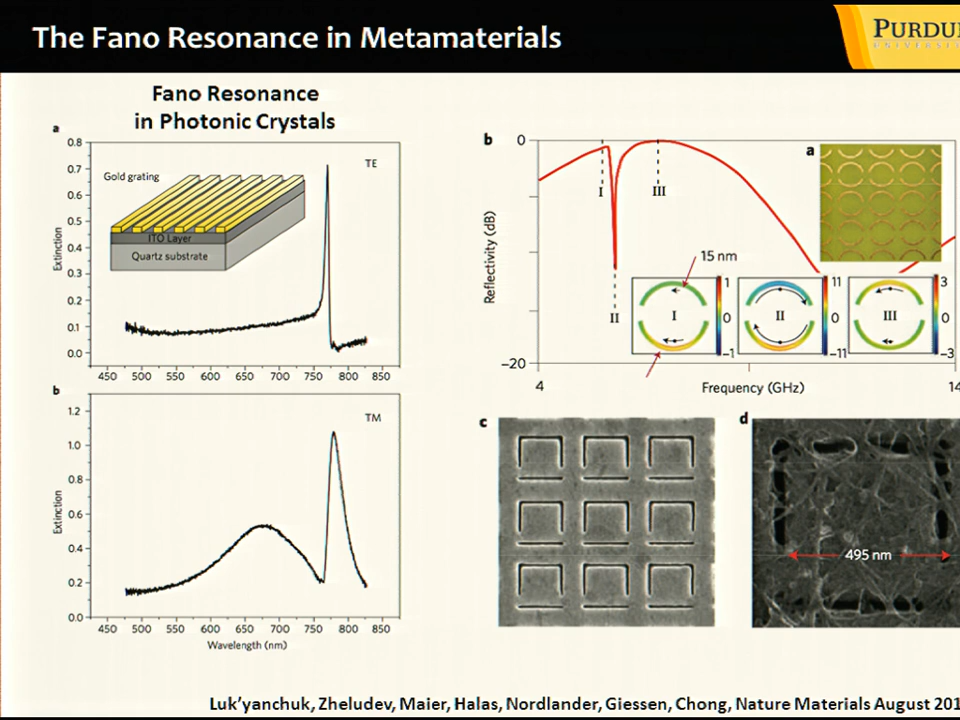 The Fano Resonance in Metamaterials
PURDU
UNIVERSITY
Fano Resonance
in Photonic Crystals
a
0.8
0.7
0.6
0.5
0.4
0.3
0.2
0.1
0.0
Extinction
TE
Gold grating
ITO Layer
Quartz substrate
450 500 550 600 650 700 750 800 850
b
1.2
1.0
0.8
0.6
0.4
0.2
0.0
Extinction
TM
450 500 550 600 650 700 750 800 850
Wavelength (nm)
b
0
-20
Reflectivity (dB)
I
II
III
a
15 nm
I
1
0
-1
II
11
0
-11
III
3
0
-3
4
Frequency (GHz)
14
c
d
495 nm
Luk'yanchuk, Zheludev, Maier, Halas, Nordlander, Giessen, Chong, Nature Materials August 201